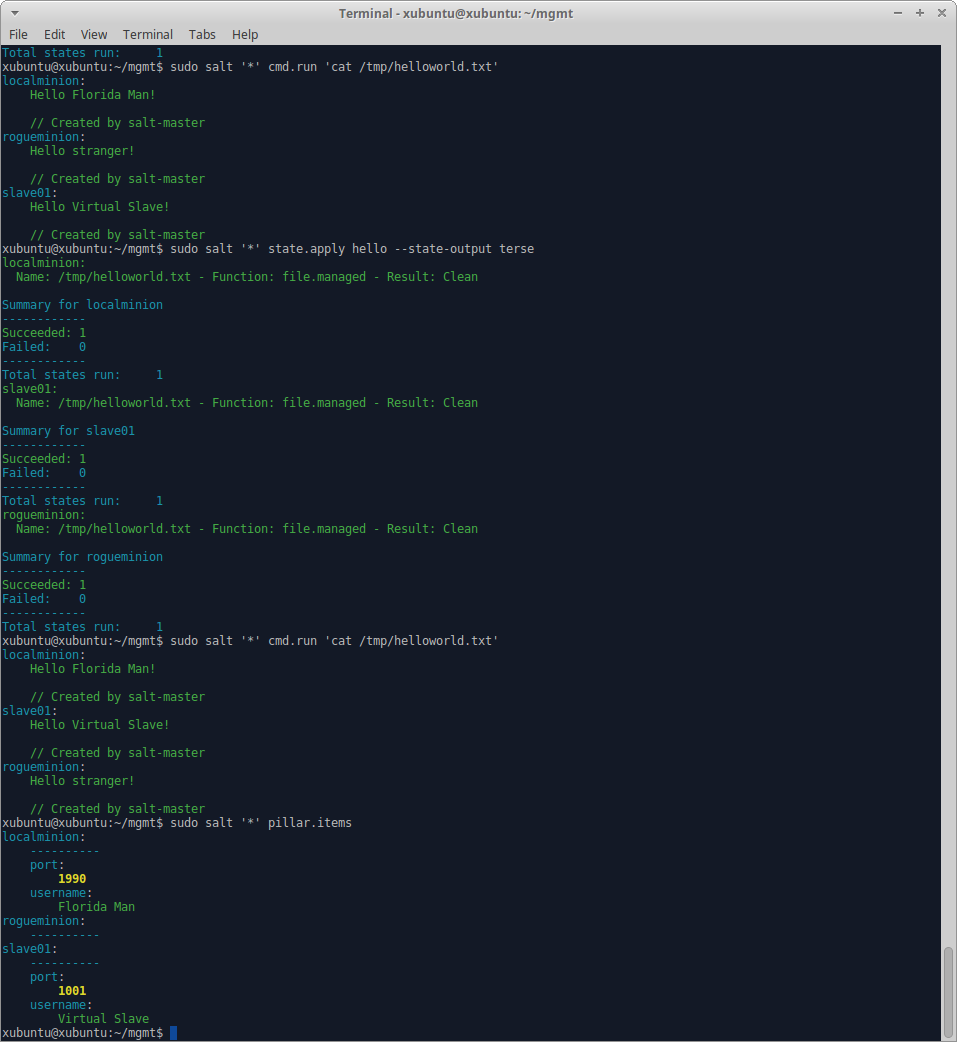 Terminal - xubuntu@xubuntu: ~/mgmt
File Edit View Terminal Tabs Help
Total states run:     1
xubuntu@xubuntu:~/mgmt$ sudo salt '*' cmd.run 'cat /tmp/helloworld.txt'
localminion:
    Hello Florida Man!
    // Created by salt-master
rogueminion:
    Hello stranger!
    // Created by salt-master
slave01:
    Hello Virtual Slave!
    // Created by salt-master
xubuntu@xubuntu:~/mgmt$ sudo salt '*' state.apply hello --state-output terse
localminion:
  Name: /tmp/helloworld.txt - Function: file.managed - Result: Clean
Summary for localminion
------------
Succeeded: 1
Failed:    0
------------
Total states run:     1
slave01:
  Name: /tmp/helloworld.txt - Function: file.managed - Result: Clean
Summary for slave01
------------
Succeeded: 1
Failed:    0
------------
Total states run:     1
rogueminion:
  Name: /tmp/helloworld.txt - Function: file.managed - Result: Clean
Summary for rogueminion
------------
Succeeded: 1
Failed:    0
------------
Total states run:     1
xubuntu@xubuntu:~/mgmt$ sudo salt '*' cmd.run 'cat /tmp/helloworld.txt'
localminion:
    Hello Florida Man!
    // Created by salt-master
slave01:
    Hello Virtual Slave!
    // Created by salt-master
rogueminion:
    Hello stranger!
    // Created by salt-master
xubuntu@xubuntu:~/mgmt$ sudo salt '*' pillar.items
localminion:
    ----------
    port:
        1990
    username:
        Florida Man
rogueminion:
    ----------
slave01:
    ----------
    port:
        1001
    username:
        Virtual Slave
xubuntu@xubuntu:~/mgmt$